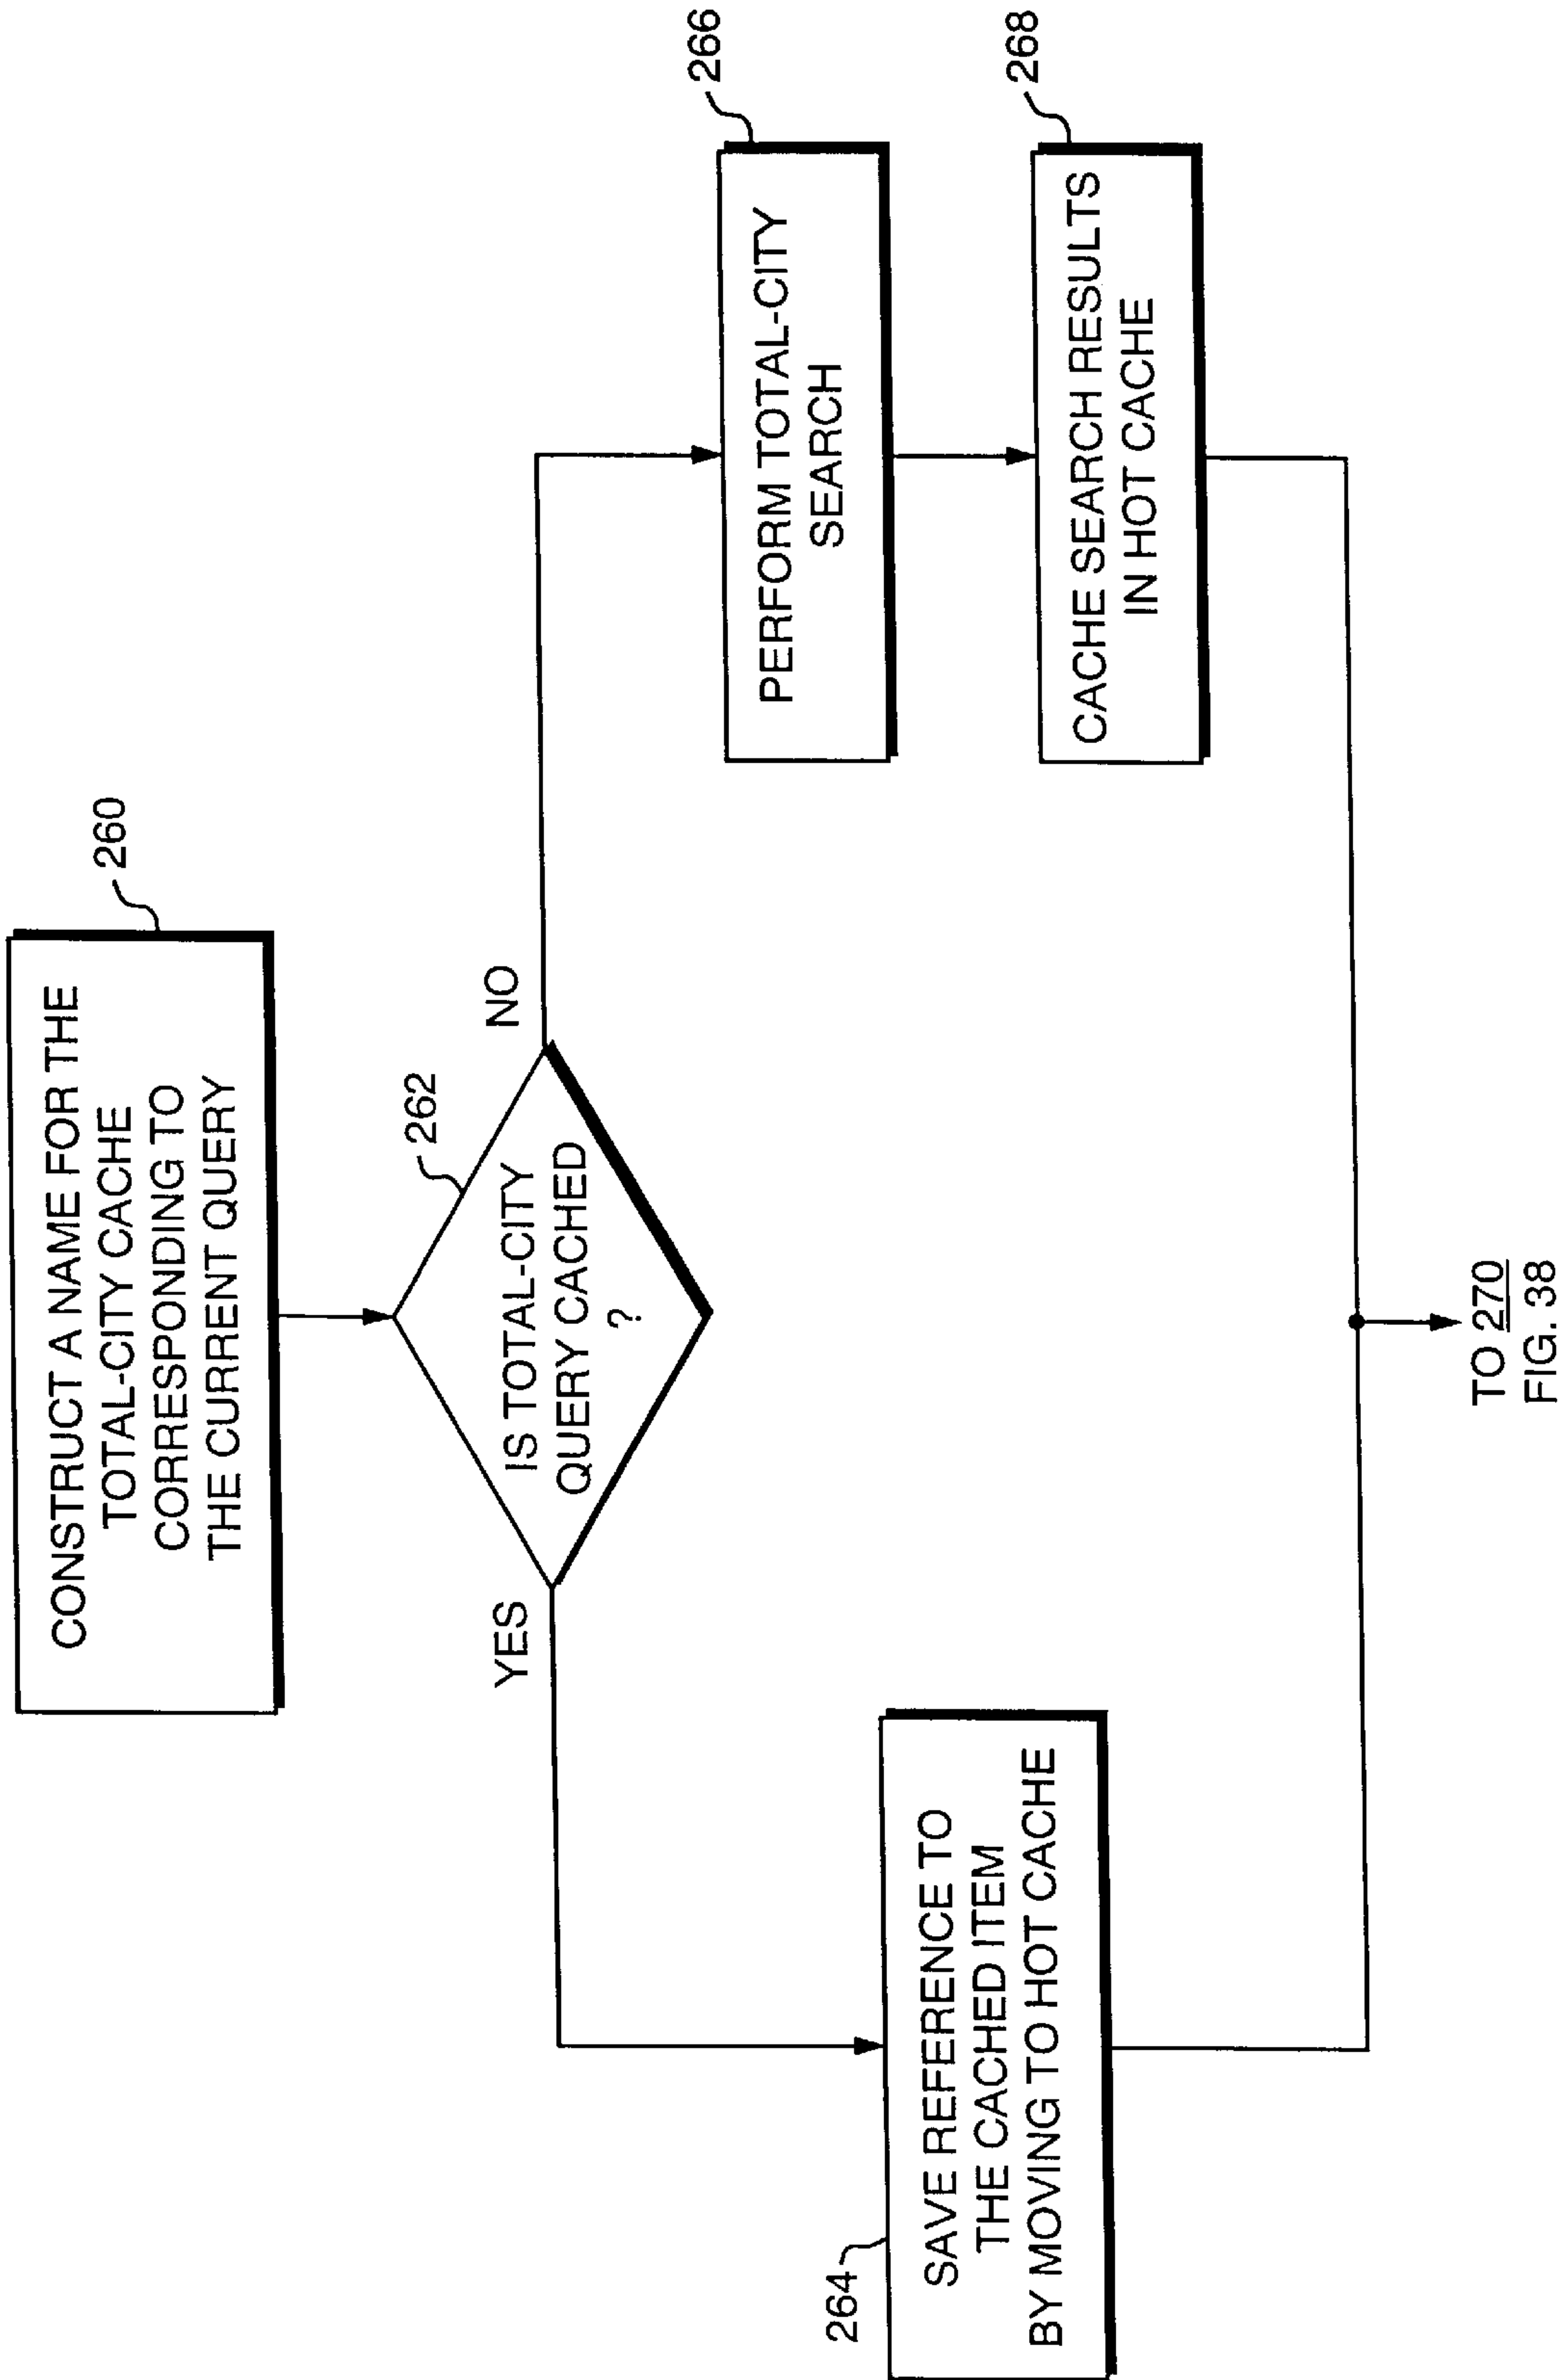 CONSTRUCT A NAME FOR THE
TOTAL-CITY CACHE
CORRESPONDING TO
THE CURRENT QUERY
260
262
IS TOTAL-CITY
QUERY CACHED
?
YES
NO
264
SAVE REFERENCE TO
THE CACHED ITEM
BY MOVING TO HOT CACHE
266
PERFORM TOTAL-CITY
SEARCH
268
CACHE SEARCH RESULTS
IN HOT CACHE
TO 270
FIG. 38